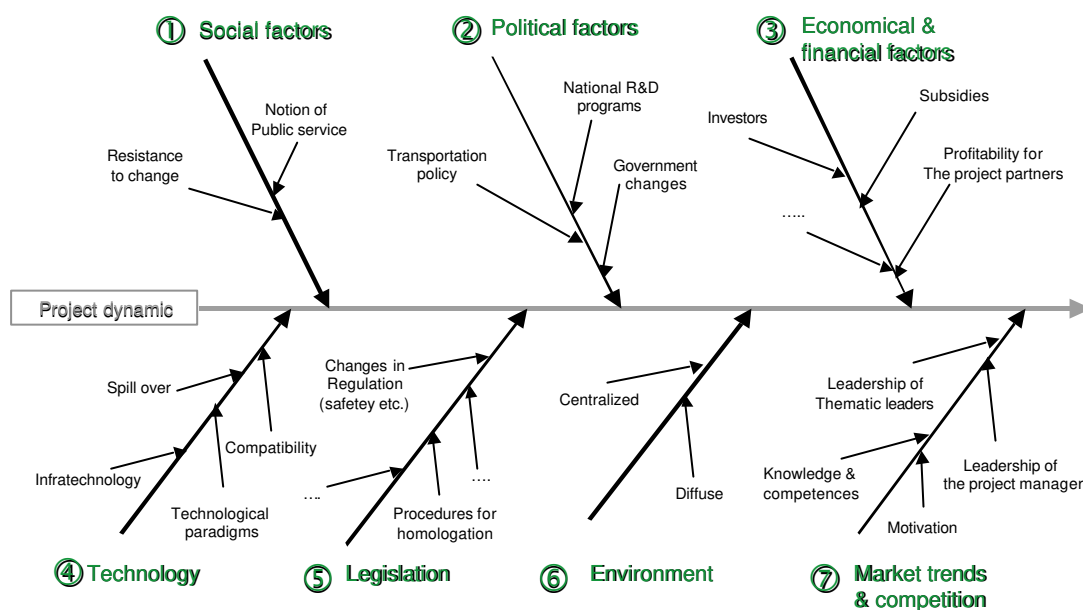 ① Social factors
② Political factors
③ Economical &
financial factors
Notion of
Public service
Resistance
to change
National R&D
programs
Transportation
policy
Government
changes
Subsidies
Investors
Profitability for
The project partners
.....
Project dynamic
Spill over
Compatibility
Infratechnology
Technological
paradigms
Changes in
Regulation
(safetey etc.)
....
....
Procedures for
homologation
Centralized
Diffuse
Leadership of
Thematic leaders
Knowledge &
competences
Leadership of
the project manager
Motivation
④ Technology
⑤ Legislation
⑥ Environment
⑦ Market trends
& competition